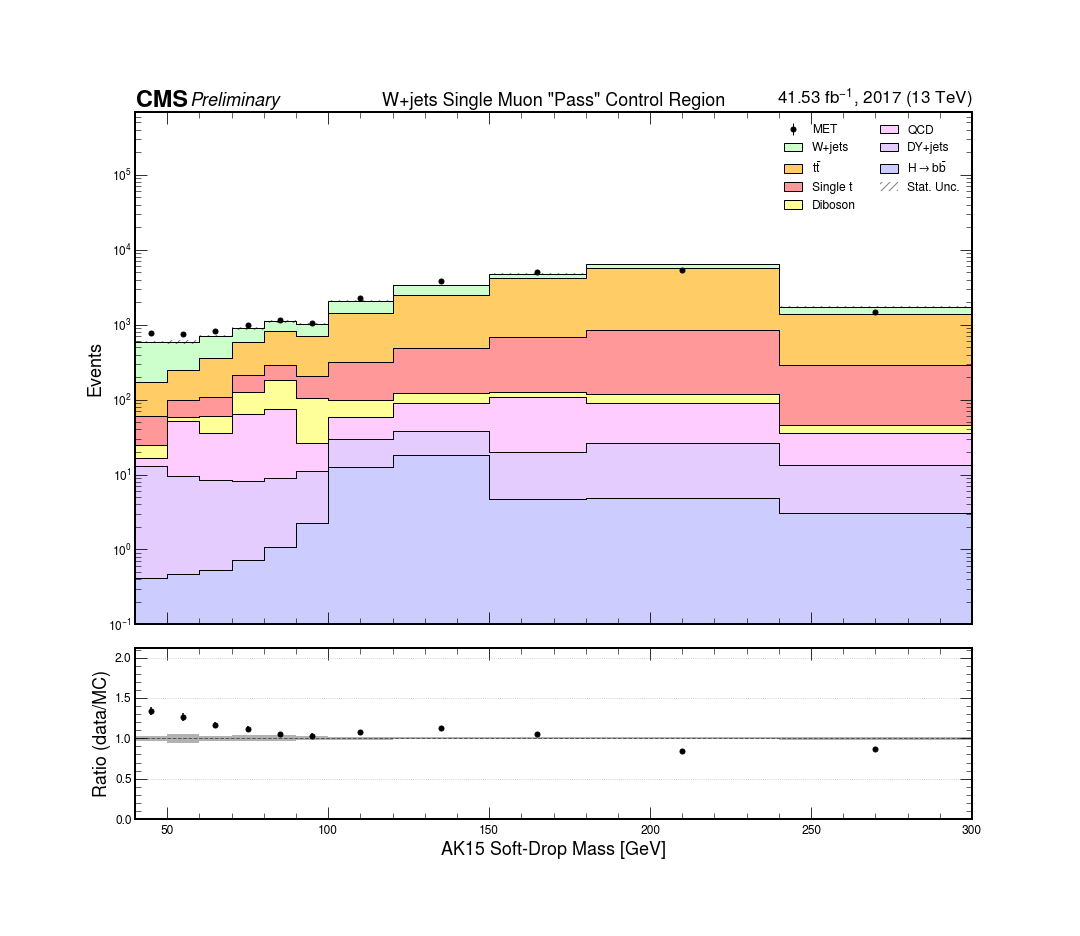 CMS Preliminary W+jets Single Muon "Pass" Control Region 41.53 fb⁻¹, 2017 (13 TeV)
MET QCD
W+jets DY+jets
tt̄ H→bb̄
Single t Stat. Unc.
Diboson
10⁵
10⁴
10³
10²
10¹
10⁰
10⁻¹
Events
2.0
1.5
1.0
0.5
0.0
Ratio (data/MC)
50 100 150 200 250 300
AK15 Soft-Drop Mass [GeV]